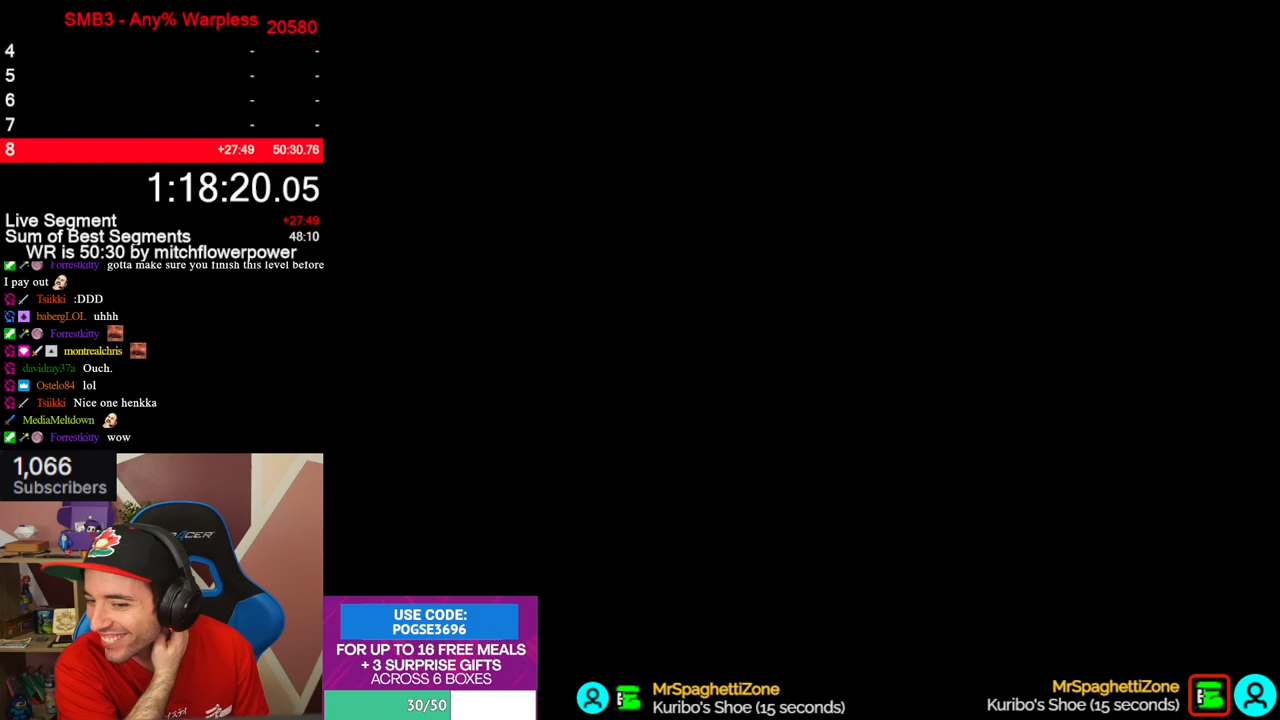 SMB3 - Any% Warpless 20580
4 - -
5 - -
6 - -
7 - -
8 +27:49 50:30.76
1:18:20.05
Live Segment +27:49
Sum of Best Segments 48:10
WR is 50:30 by mitchflowerpower
Forrestkitty gotta make sure you finish this level before
I pay out
Tsiikki :DDD
babergLOL uhhh
Forrestkitty
montrealchris
davidray37a Ouch.
Ostelo84 lol
Tsiikki Nice one henkka
MediaMeltdown
Forrestkitty wow
1,066
Subscribers
USE CODE:
POGSE3696
FOR UP TO 16 FREE MEALS
+ 3 SURPRISE GIFTS
ACROSS 6 BOXES
30/50
MrSpaghettiZone
Kuribo's Shoe (15 seconds)
MrSpaghettiZone
Kuribo's Shoe (15 seconds)